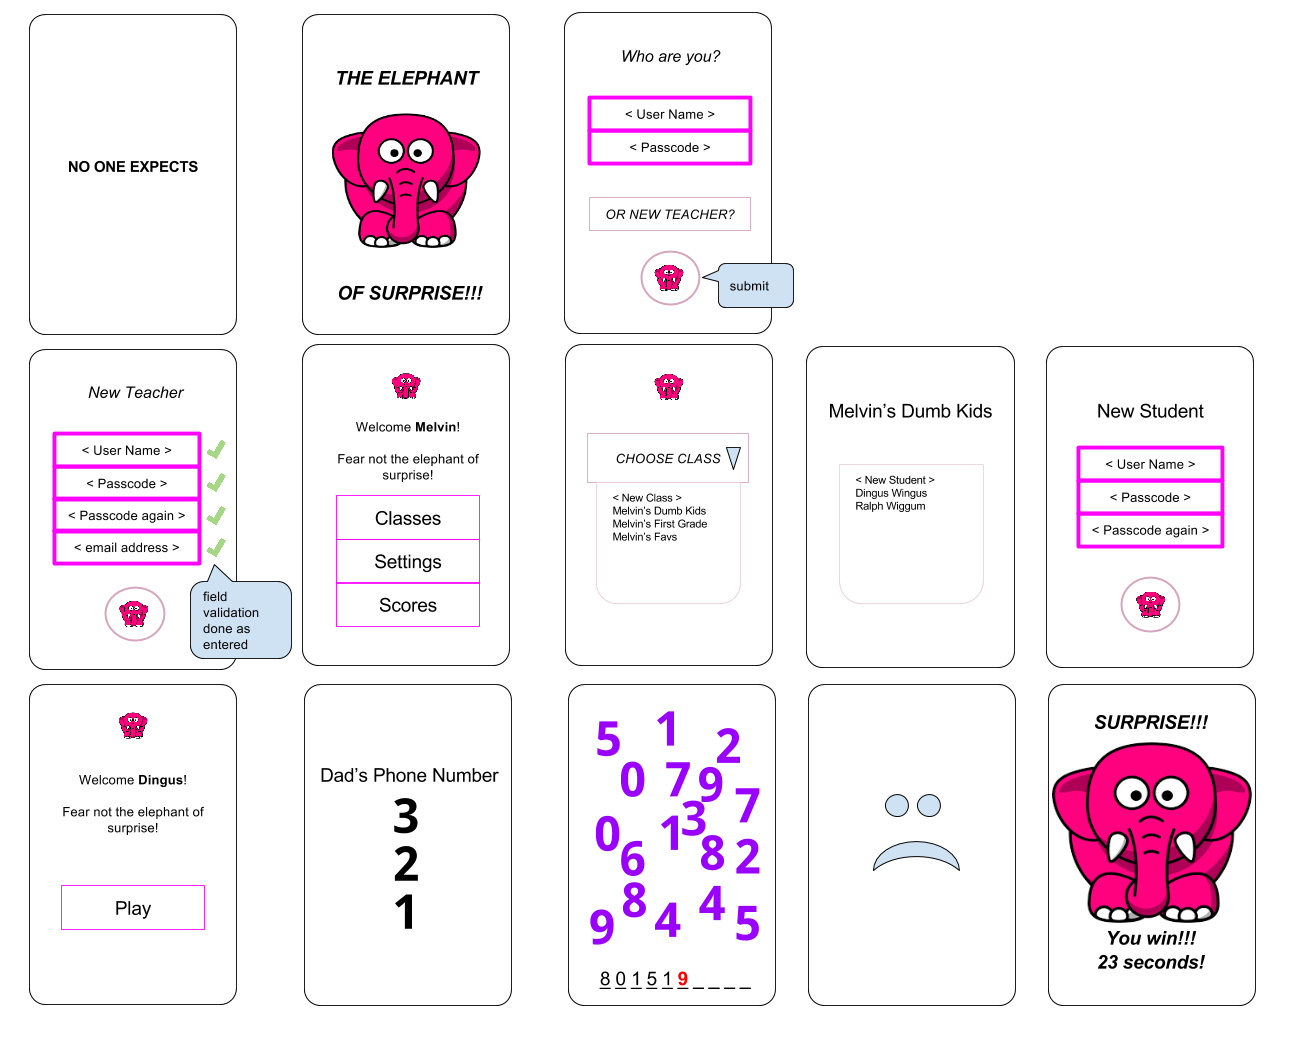 NO ONE EXPECTS
THE ELEPHANT
OF SURPRISE!!!
Who are you?
< User Name >
< Passcode >
OR NEW TEACHER?
submit
New Teacher
< User Name >
< Passcode >
< Passcode again >
< email address >
field
validation
done as
entered
Welcome Melvin!
Fear not the elephant of
surprise!
Classes
Settings
Scores
CHOOSE CLASS
< New Class >
Melvin's Dumb Kids
Melvin's First Grade
Melvin's Favs
Melvin's Dumb Kids
< New Student >
Dingus Wingus
Ralph Wiggum
New Student
< User Name >
< Passcode >
< Passcode again >
Welcome Dingus!
Fear not the elephant of
surprise!
Play
Dad's Phone Number
3
2
1
5 1 2
0 7 9
3 7
0 1
6 8 2
8 4
9 4 5
8 0 1 5 1 9 _ _ _ _
SURPRISE!!!
You win!!!
23 seconds!